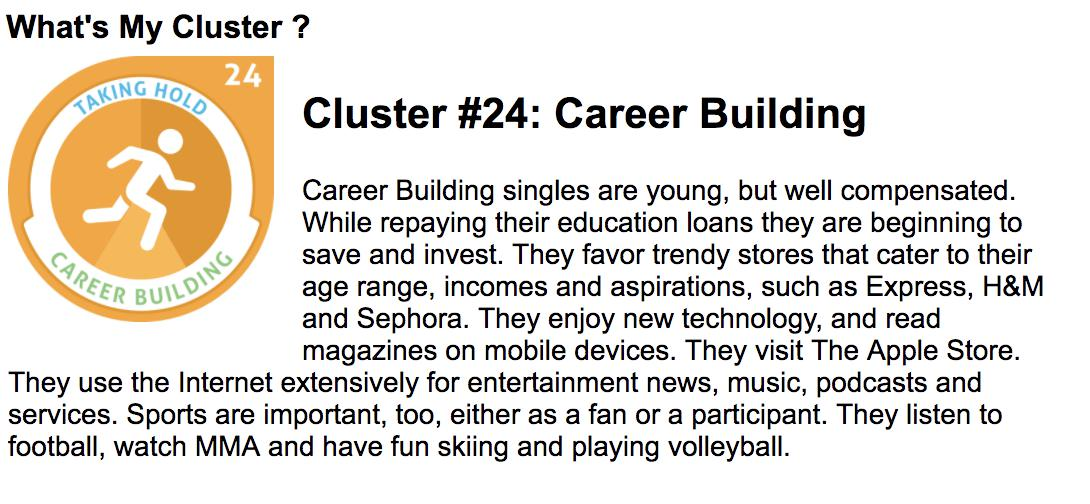 What's My Cluster ?
24
TAKING HOLD
CAREER BUILDING
Cluster #24: Career Building
Career Building singles are young, but well compensated.
While repaying their education loans they are beginning to
save and invest. They favor trendy stores that cater to their
age range, incomes and aspirations, such as Express, H&M
and Sephora. They enjoy new technology, and read
magazines on mobile devices. They visit The Apple Store.
They use the Internet extensively for entertainment news, music, podcasts and
services. Sports are important, too, either as a fan or a participant. They listen to
football, watch MMA and have fun skiing and playing volleyball.